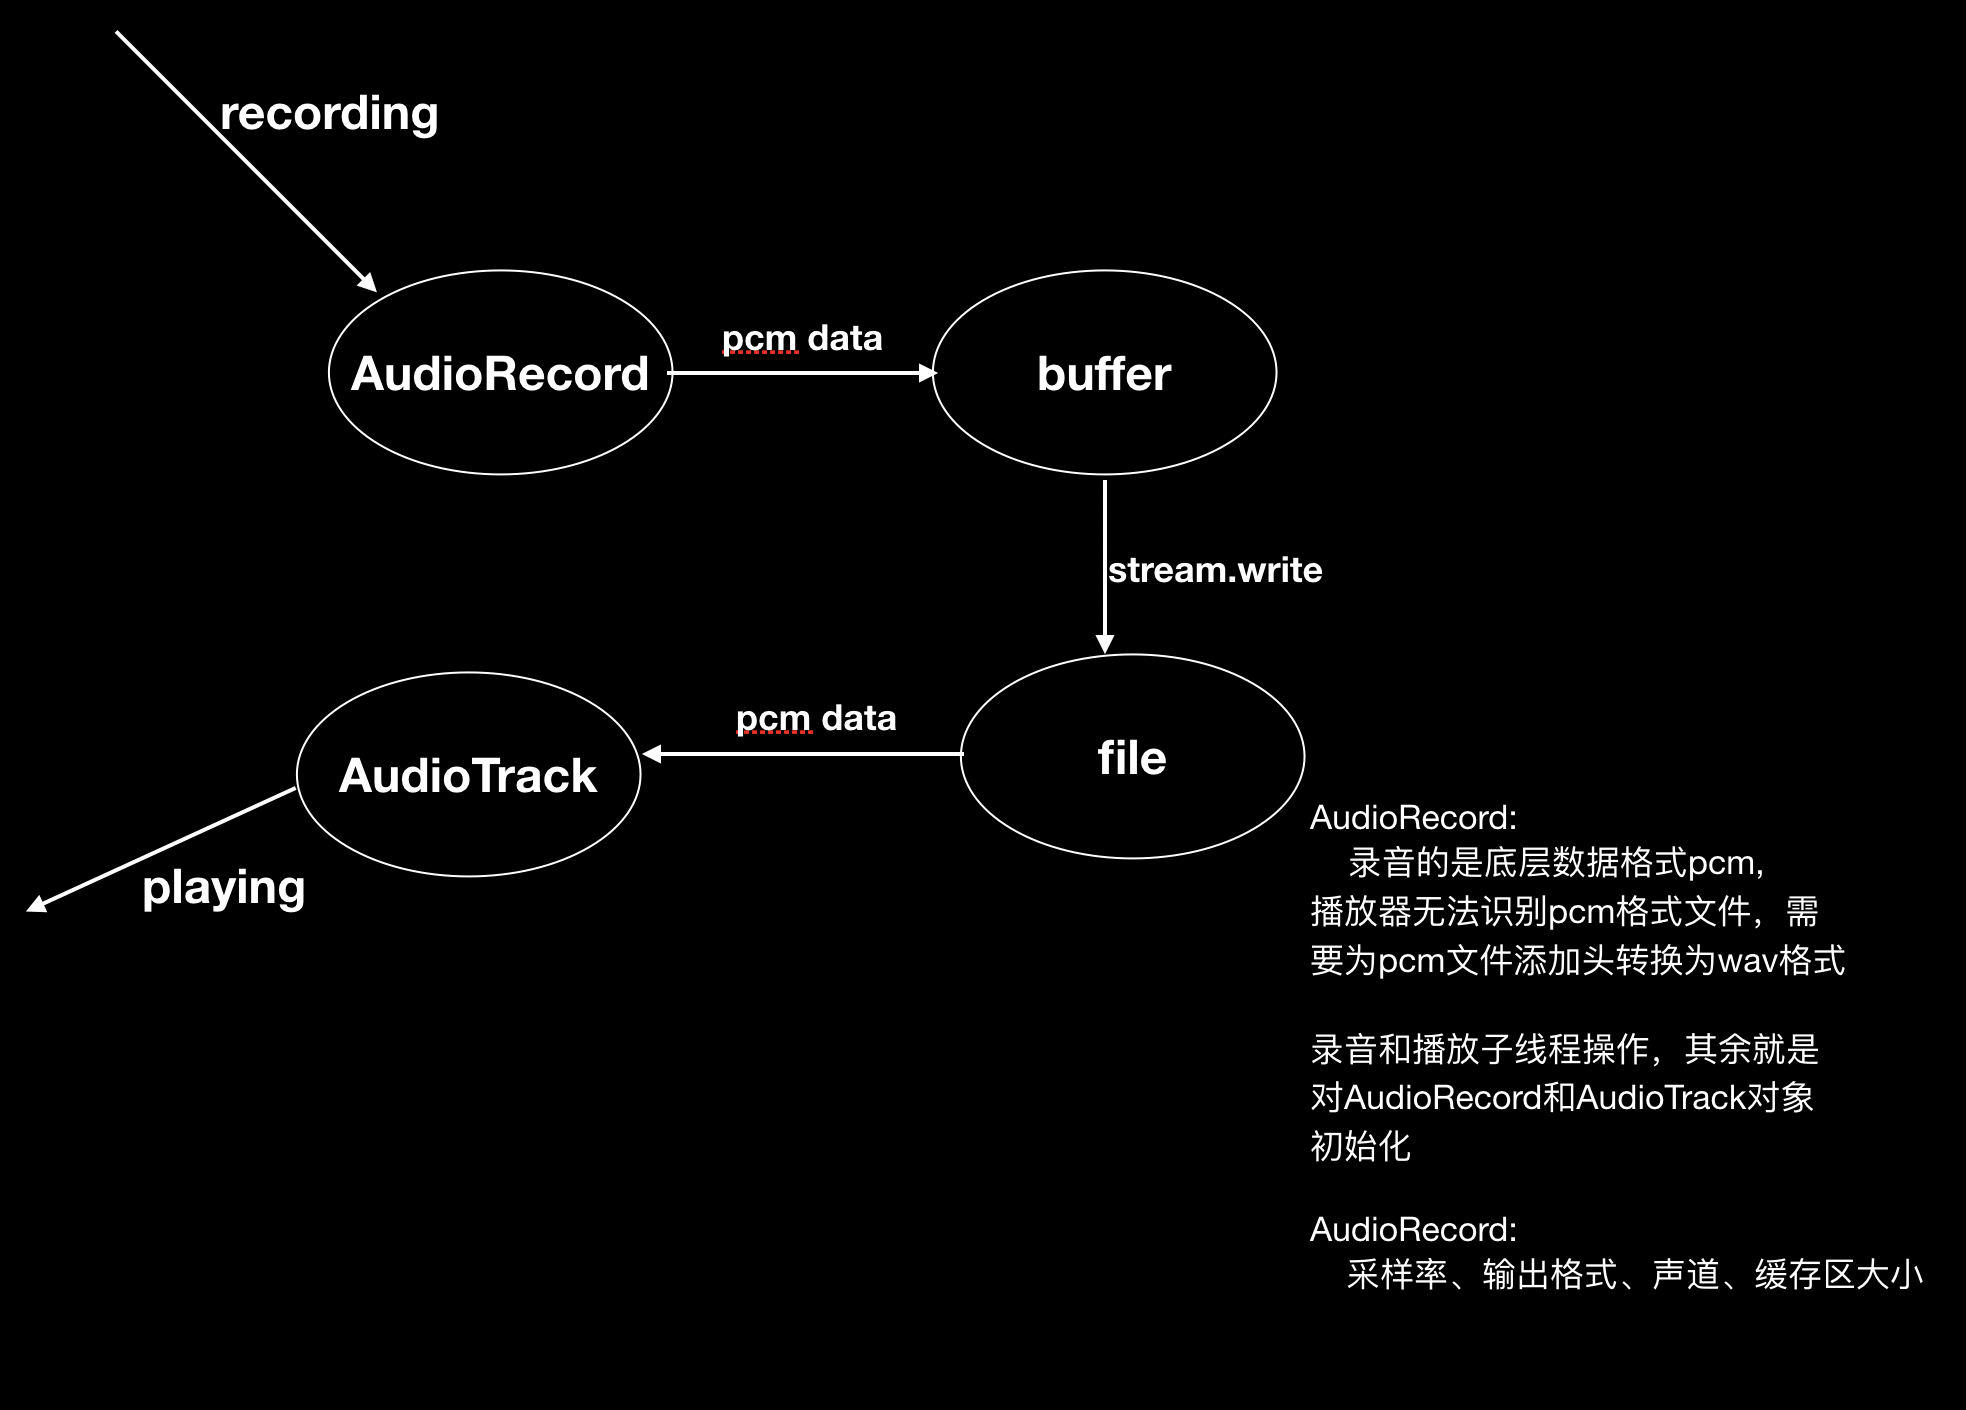 recording
AudioRecord
pcm data
buffer
stream.write
AudioTrack
pcm data
file
playing
AudioRecord:
录音的是底层数据格式pcm,
播放器无法识别pcm格式文件，需
要为pcm文件添加头转换为wav格式
录音和播放子线程操作，其余就是
对AudioRecord和AudioTrack对象
初始化
AudioRecord:
采样率、输出格式、声道、缓存区大小